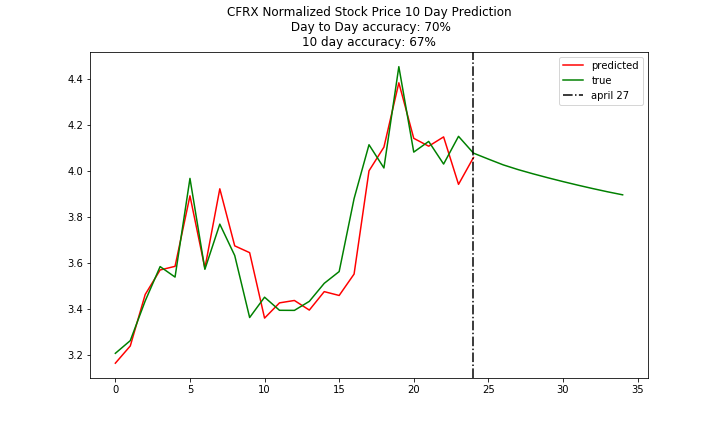 CFRX Normalized Stock Price 10 Day Prediction
Day to Day accuracy: 70%
10 day accuracy: 67%
predicted
true
april 27
4.4
4.2
4.0
3.8
3.6
3.4
3.2
0 5 10 15 20 25 30 35